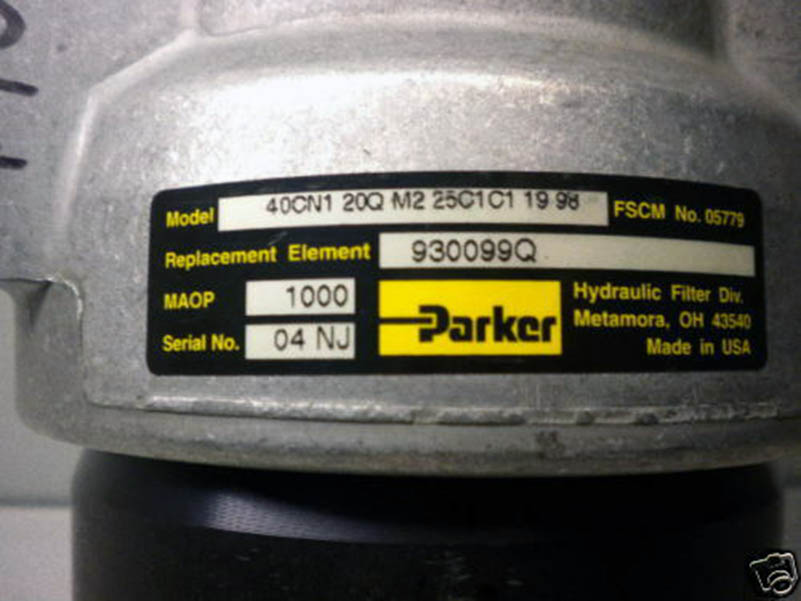 Model 40CN1 20Q M2 25C1C1 19 98 FSCM No. 05779
Replacement Element 930099Q
MAOP 1000
Serial No. 04 NJ
Parker
Hydraulic Filter Div.
Metamora, OH 43540
Made in USA